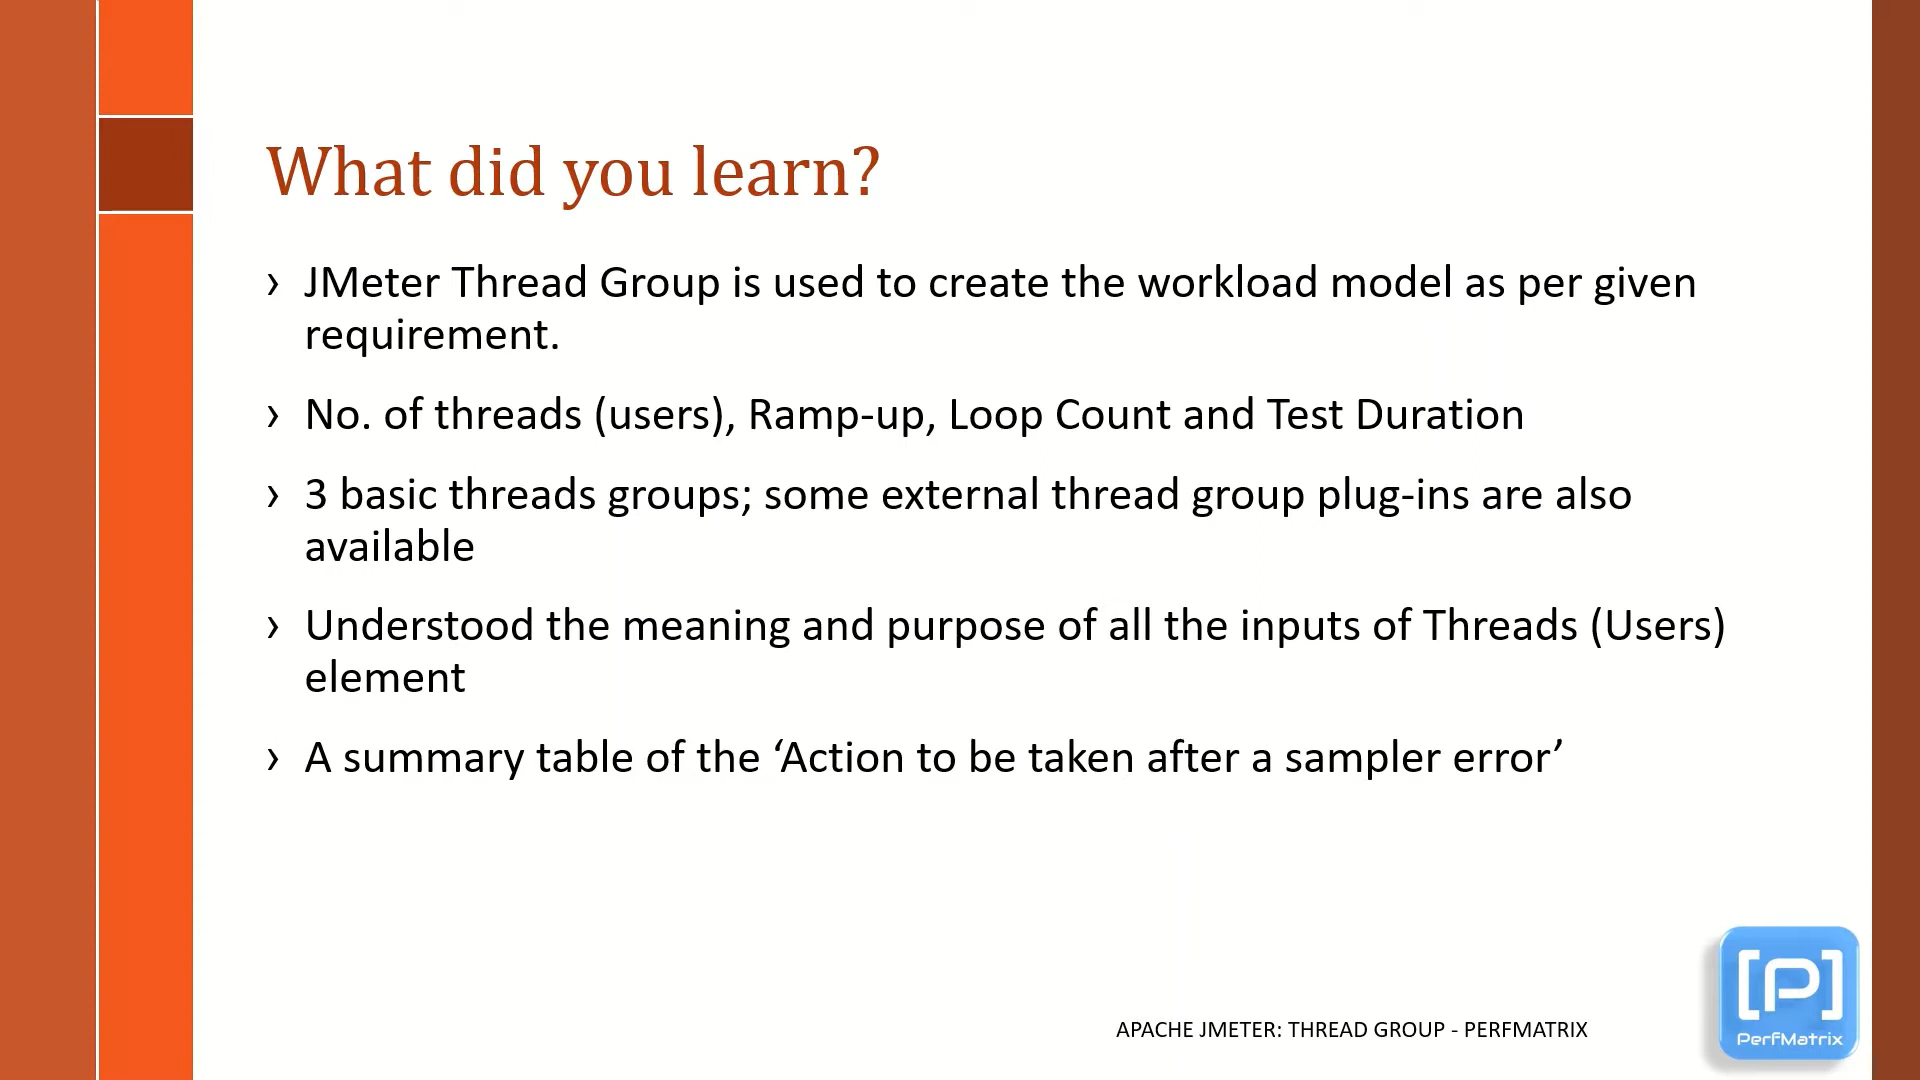 What did you learn?
› JMeter Thread Group is used to create the workload model as per given
requirement.
› No. of threads (users), Ramp-up, Loop Count and Test Duration
› 3 basic threads groups; some external thread group plug-ins are also
available
› Understood the meaning and purpose of all the inputs of Threads (Users)
element
› A summary table of the ‘Action to be taken after a sampler error’
APACHE JMETER: THREAD GROUP - PERFMATRIX
[P]
PerfMatrix